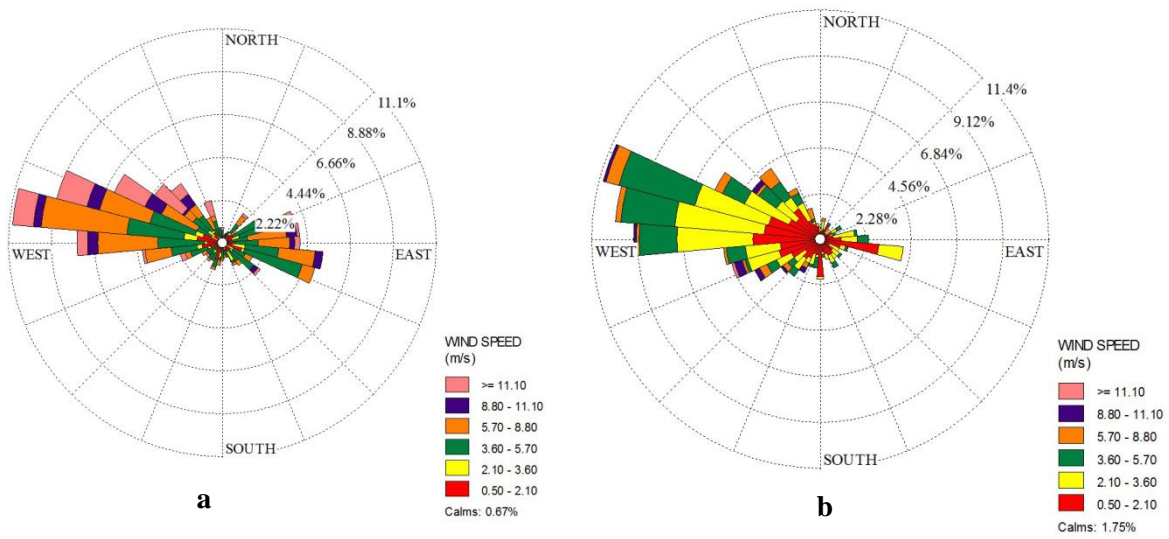 NORTH
11.1%
8.88%
6.66%
4.44%
2.22%
WEST
EAST
SOUTH
WIND SPEED
(m/s)
>= 11.10
8.80 - 11.10
5.70 - 8.80
3.60 - 5.70
2.10 - 3.60
0.50 - 2.10
Calms: 0.67%
a
NORTH
11.4%
9.12%
6.84%
4.56%
2.28%
WEST
EAST
SOUTH
WIND SPEED
(m/s)
>= 11.10
8.80 - 11.10
5.70 - 8.80
3.60 - 5.70
2.10 - 3.60
0.50 - 2.10
Calms: 1.75%
b